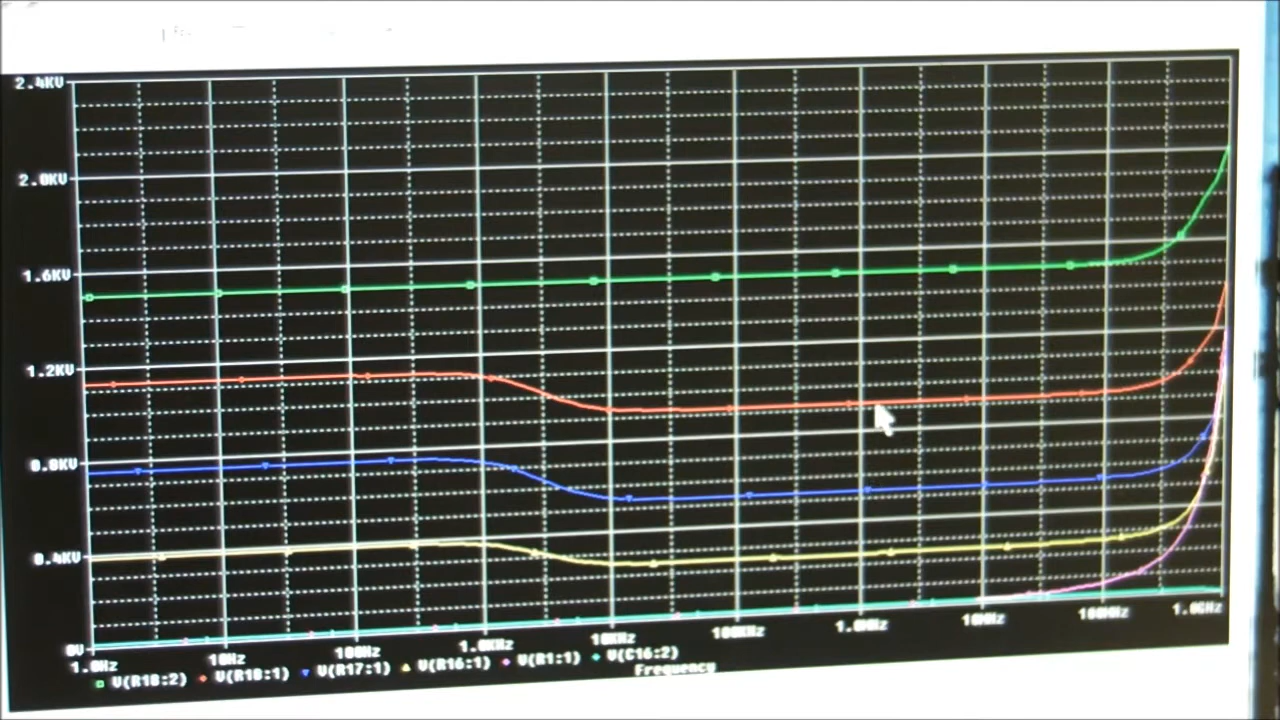 2.4KV
2.0KV
1.6KV
1.2KV
0.8KV
0.4KV
0V
1.0Hz 10Hz 100Hz 1.0KHz 10KHz 100KHz 1.0MHz 10MHz 100MHz 1.0GHz
V(R18:2) V(R18:1) V(R17:1) V(R16:1) V(R1:1) V(C16:2)
Frequency